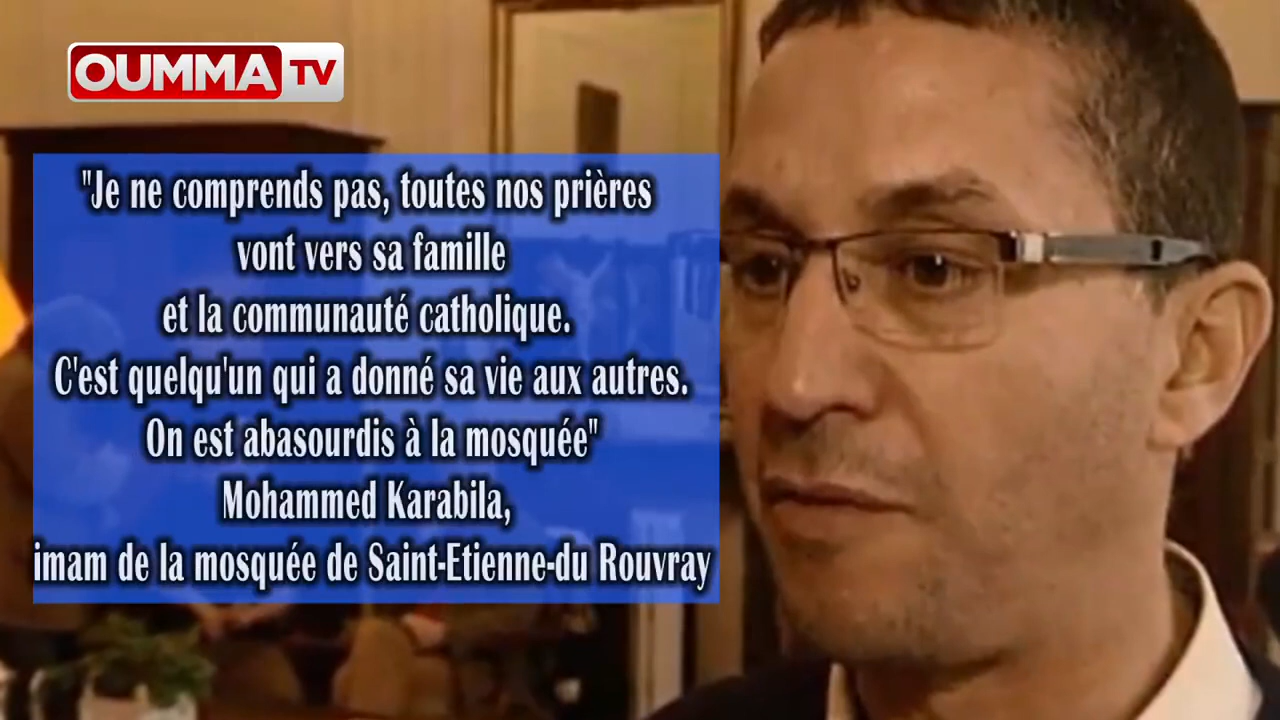 OUMMA TV
"Je ne comprends pas, toutes nos prières
vont vers sa famille
et la communauté catholique.
C'est quelqu'un qui a donné sa vie aux autres.
On est abasourdis à la mosquée"
Mohammed Karabila,
imam de la mosquée de Saint-Etienne-du Rouvray